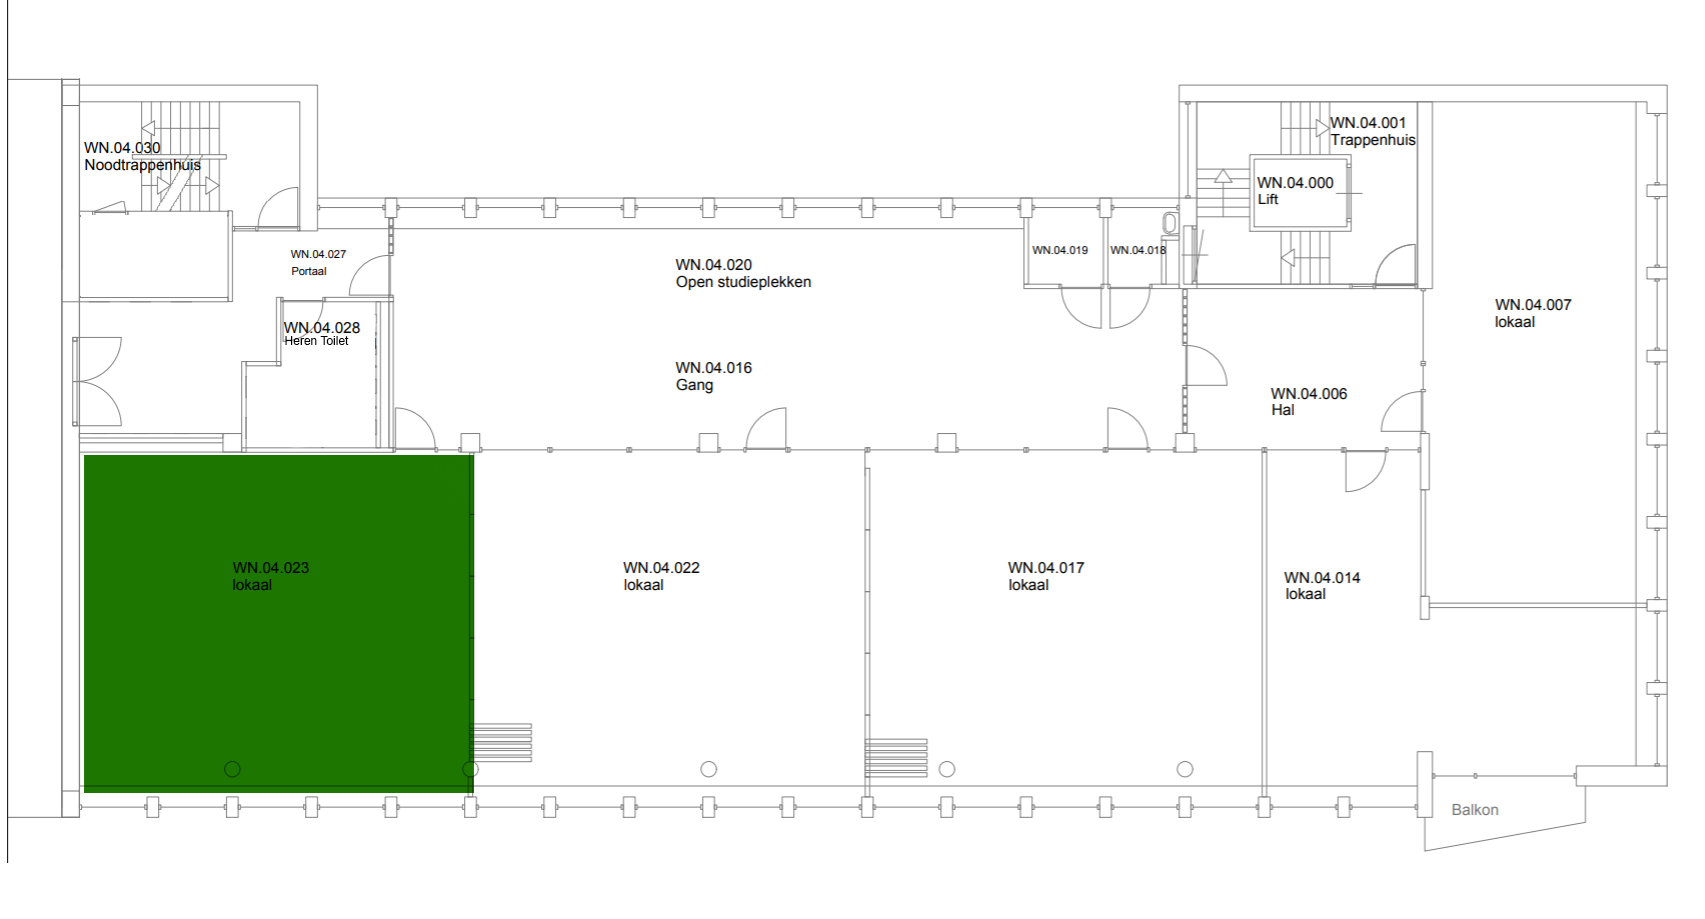 WN.04.030
Noodtrappenhuis
WN.04.001
Trappenhuis
WN.04.000
Lift
WN.04.027
Portaal
WN.04.020
Open studieplekken
WN.04.019
WN.04.018
WN.04.007
lokaal
WN.04.028
Heren Toilet
WN.04.016
Gang
WN.04.006
Hal
WN.04.023
lokaal
WN.04.022
lokaal
WN.04.017
lokaal
WN.04.014
lokaal
Balkon